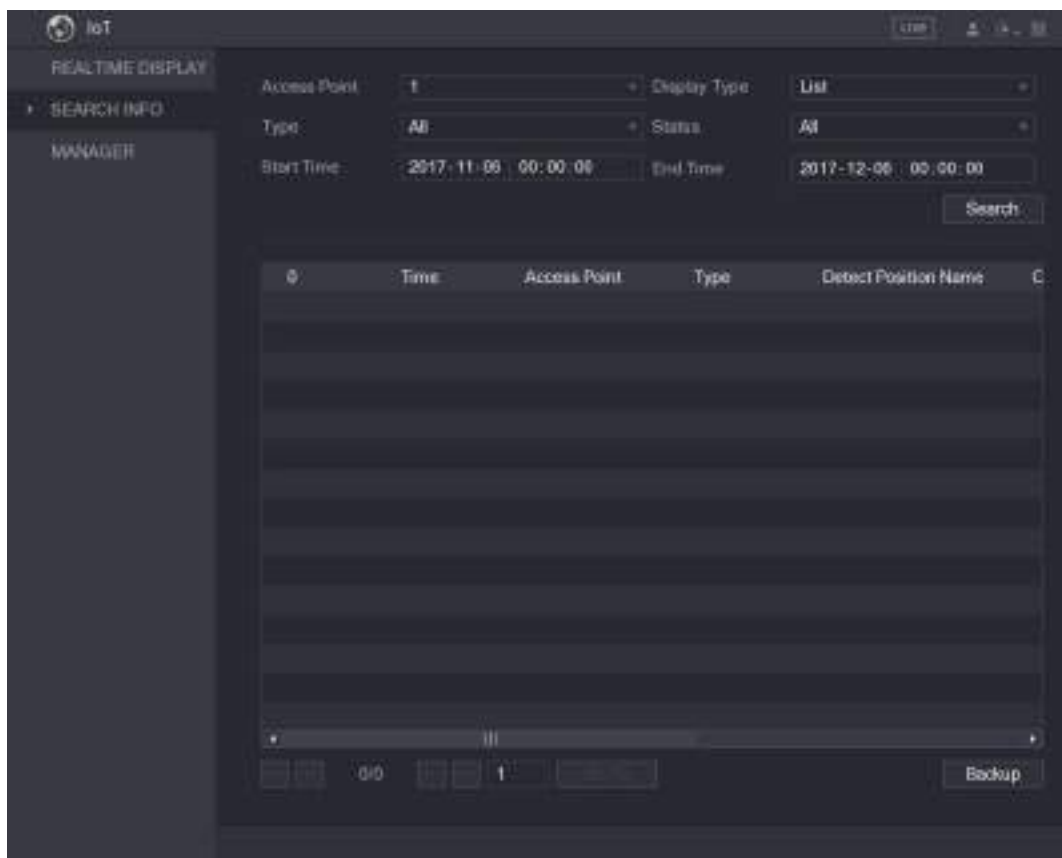 IoT
LIVE
REALTIME DISPLAY
SEARCH INFO
MANAGER
Access Point 1 Display Type List
Type All Status All
Start Time 2017-11-06 00:00:00 End Time 2017-12-06 00:00:00
Search
0 Time Access Point Type Detect Position Name C
0/0 1
Backup